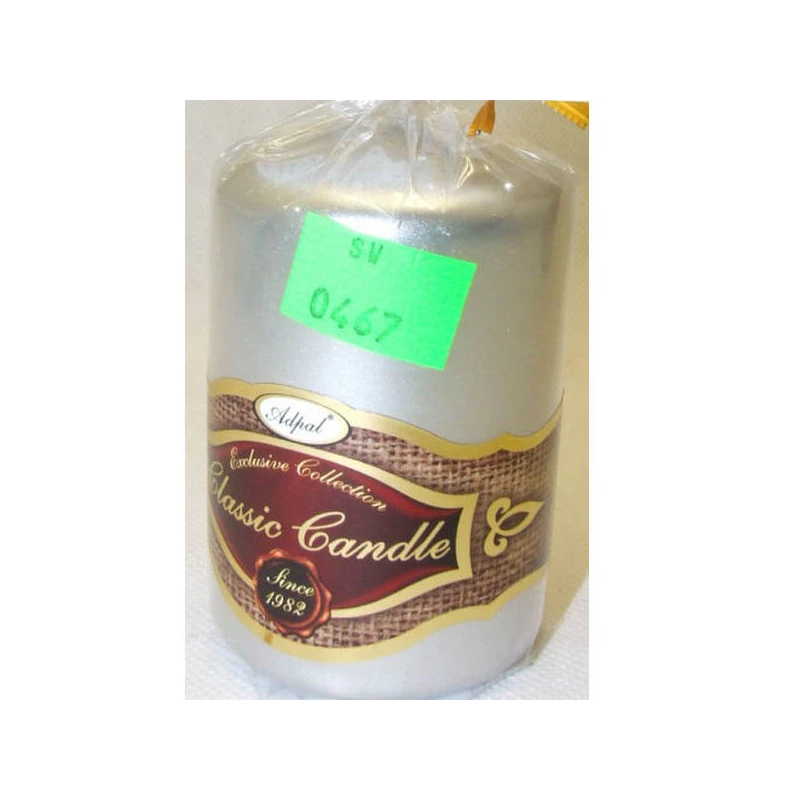 SW
0467
Adpal®
Exclusive Collection
Classic Candle
Since
1982